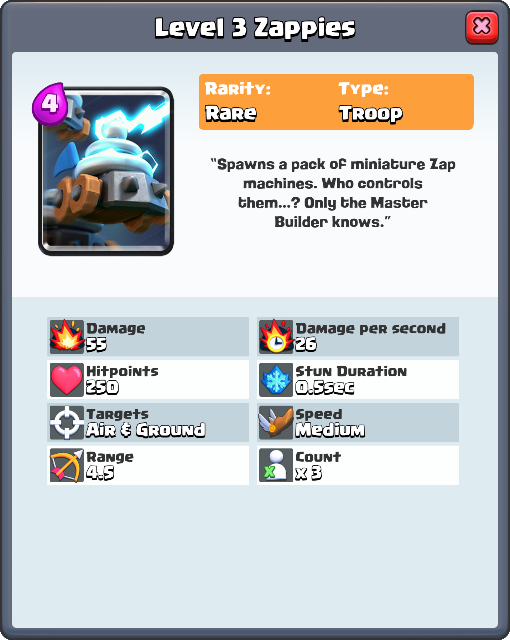 Level 3 Zappies
4
Rarity: Type:
Rare Troop
"Spawns a pack of miniature Zap
machines. Who controls
them...? Only the Master
Builder knows."
Damage
55
Damage per second
26
Hitpoints
250
Stun Duration
0.5sec
Targets
Air & Ground
Speed
Medium
Range
4.5
Count
x 3